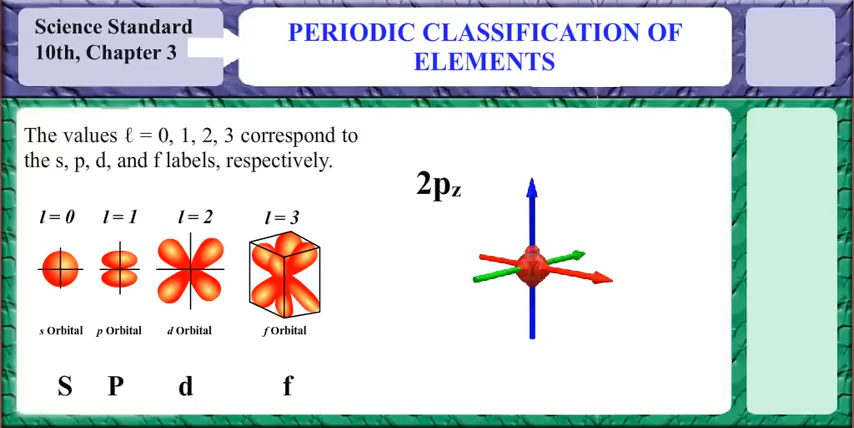 Science Standard
10th, Chapter 3
PERIODIC CLASSIFICATION OF
ELEMENTS
The values ℓ = 0, 1, 2, 3 correspond to
the s, p, d, and f labels, respectively.
l = 0 l = 1 l = 2 l = 3
s Orbital p Orbital d Orbital f Orbital
S P d f
2pz